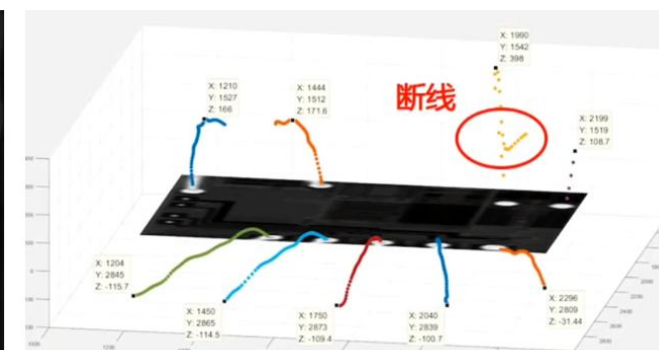 X: 1990
Y: 1542
Z: 398
断线
X: 1210
Y: 1527
Z: 166
X: 1444
Y: 1512
Z: 171.6
X: 2199
Y: 1519
Z: 108.7
X: 1204
Y: 2845
Z: -115.7
X: 1450
Y: 2865
Z: -114.5
X: 1750
Y: 2873
Z: -109.4
X: 2040
Y: 2839
Z: -100.7
X: 2296
Y: 2809
Z: -31.44